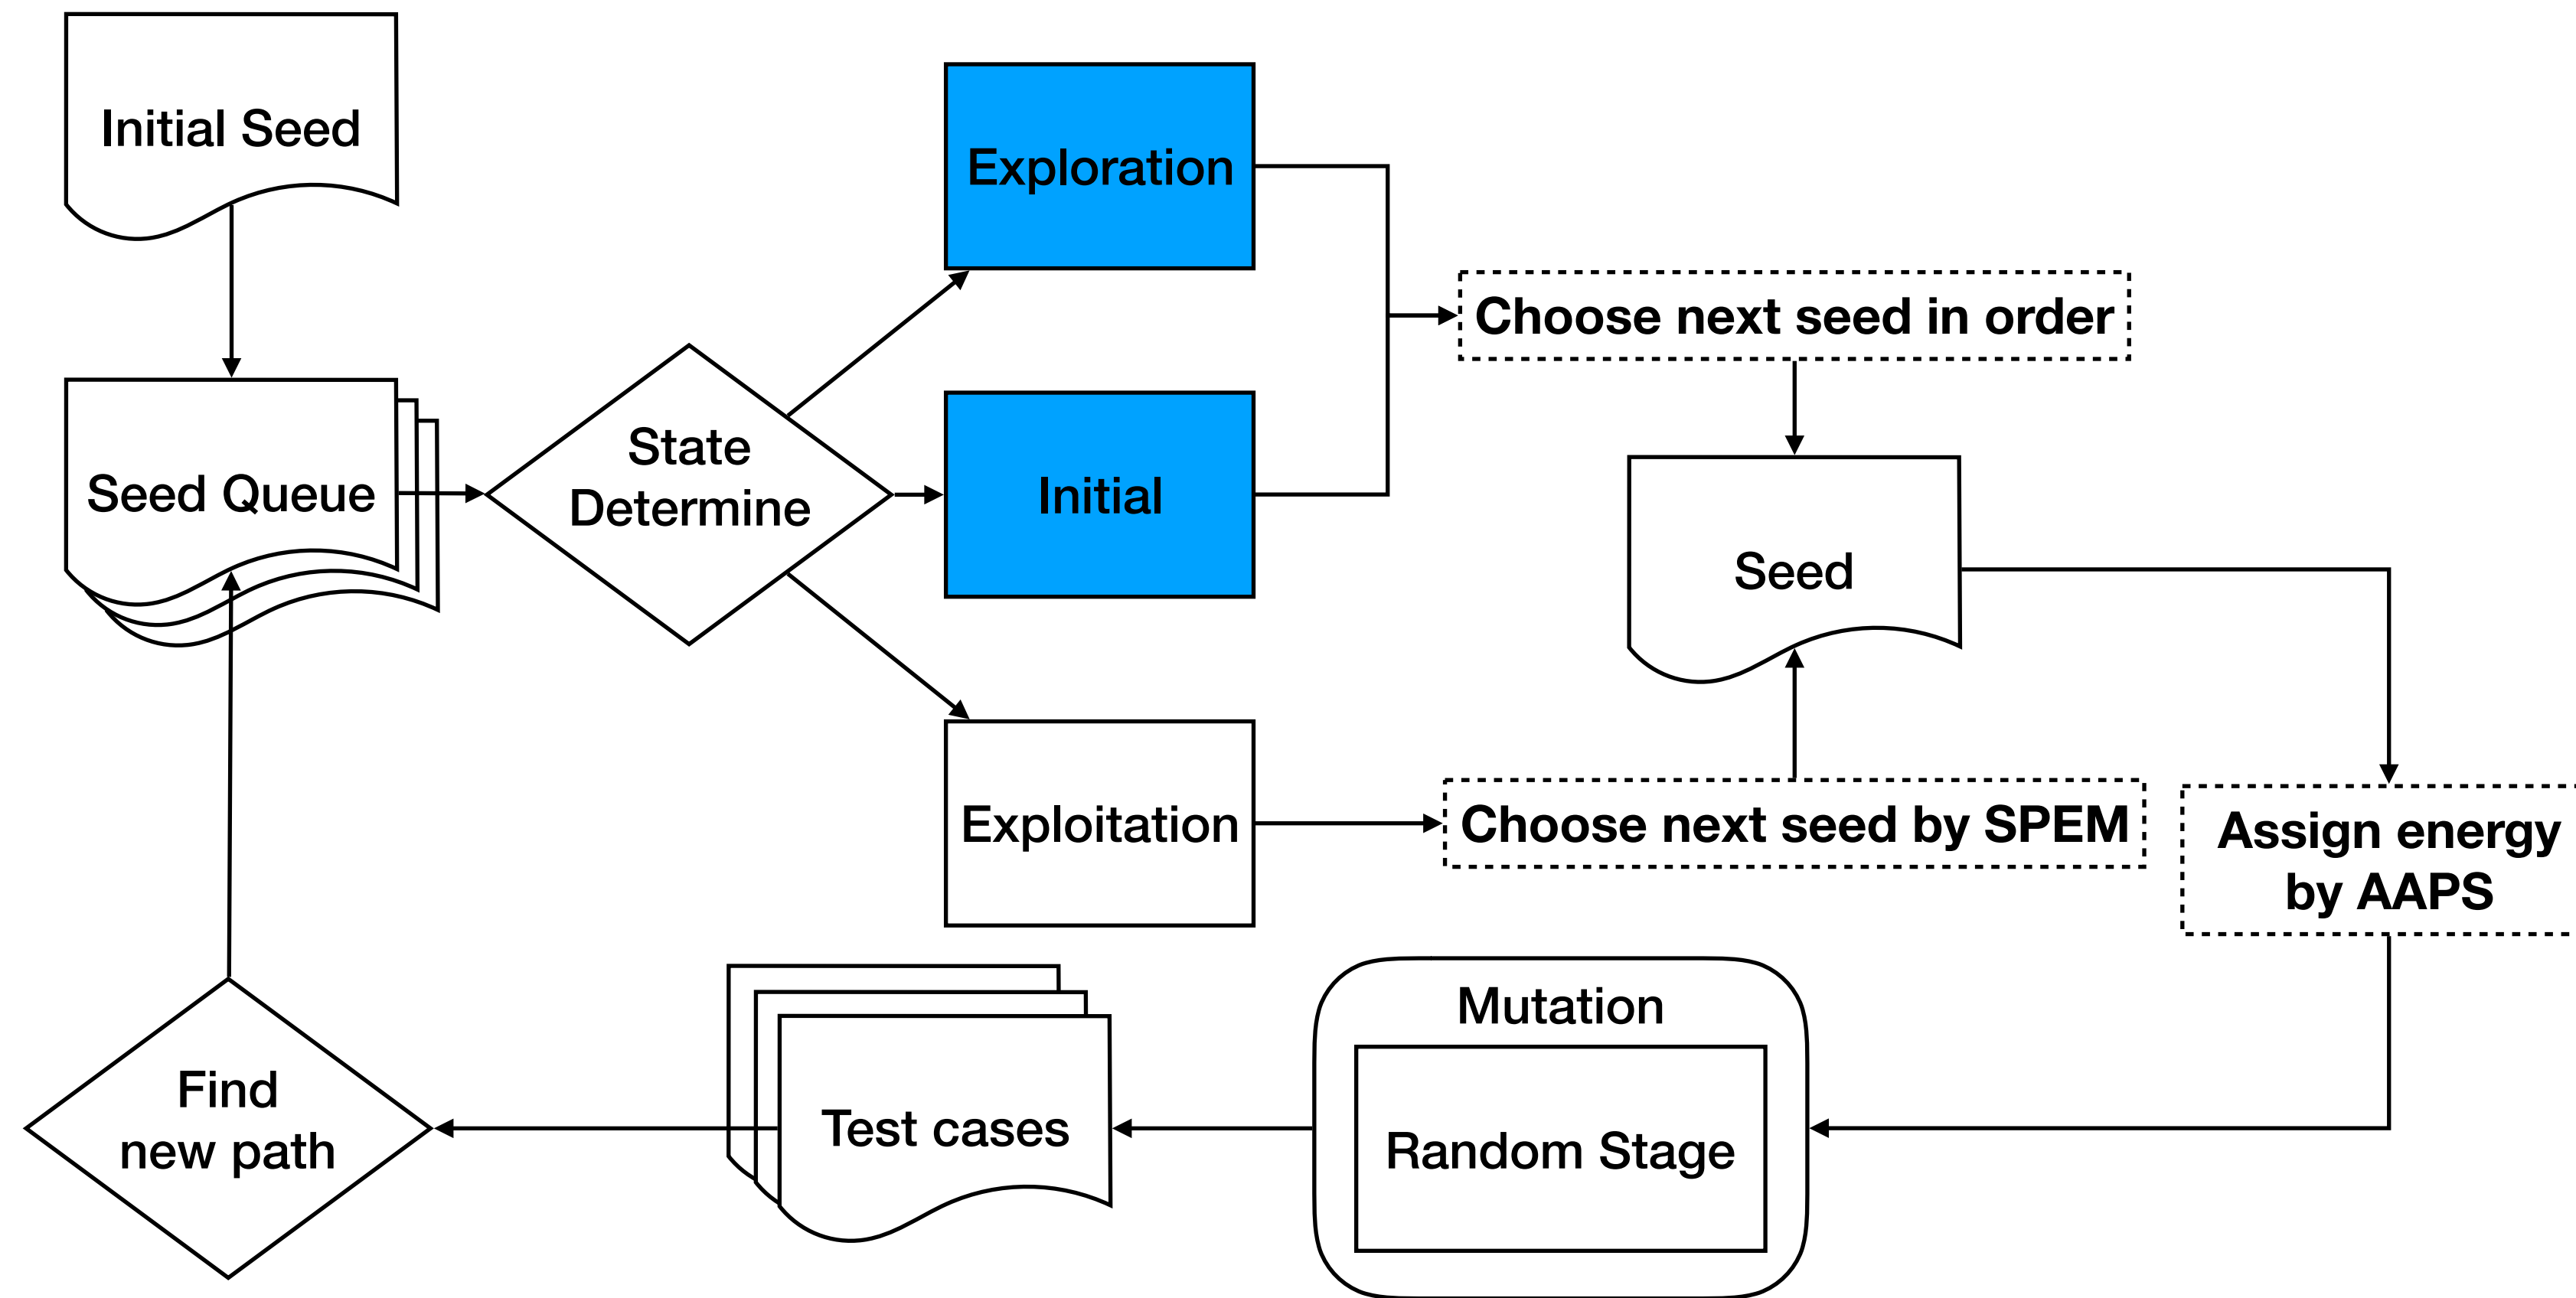 Initial Seed
Exploration
Choose next seed in order
State
Determine
Seed Queue
Initial
Seed
Exploitation
Choose next seed by SPEM
Assign energy
by AAPS
Mutation
Random Stage
Test cases
Find
new path